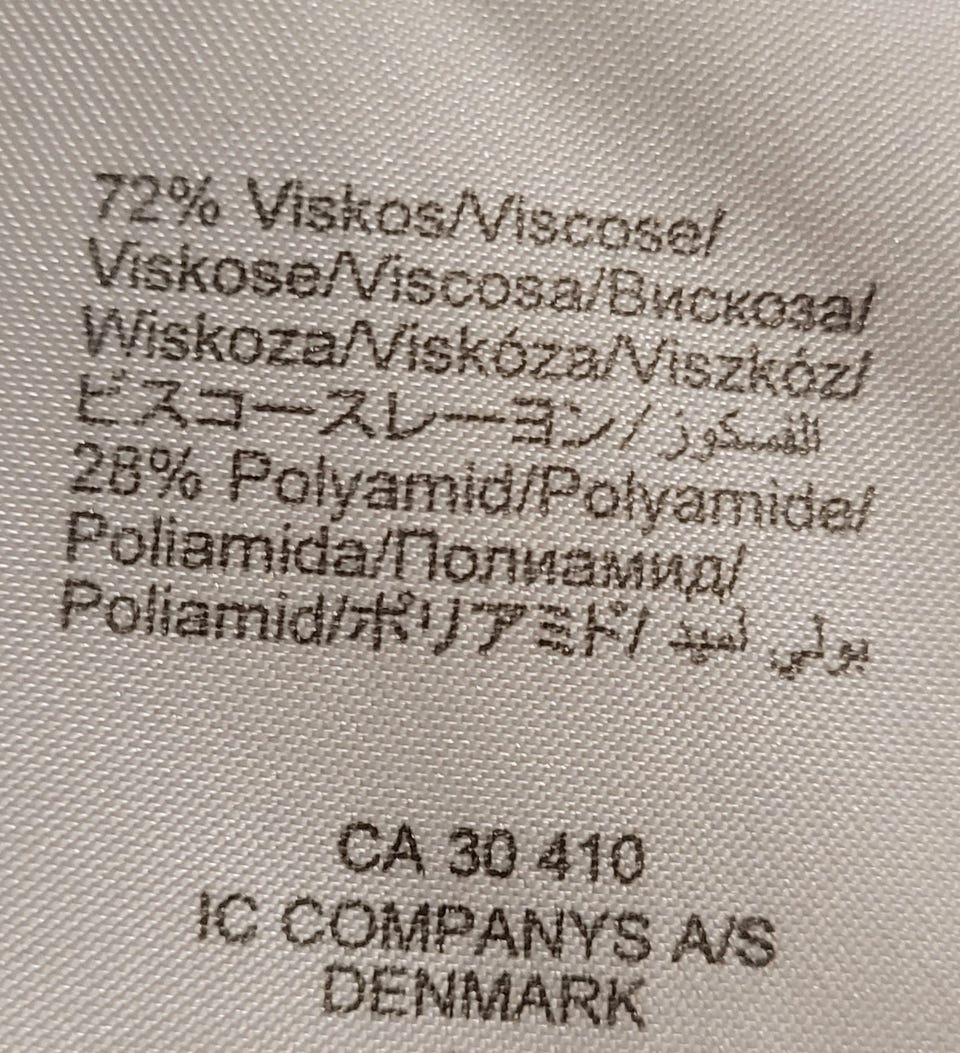 72% Viskos/Viscose/
Viskose/Viscosa/Вискоза/
Wiskoza/Viskóza/Viszkóz/
ビスコースレーヨン/ الفسكوز
28% Polyamid/Polyamide/
Poliamida/Полиамид/
Poliamid/ポリアミド/ بولي أميد
CA 30 410
IC COMPANYS A/S
DENMARK